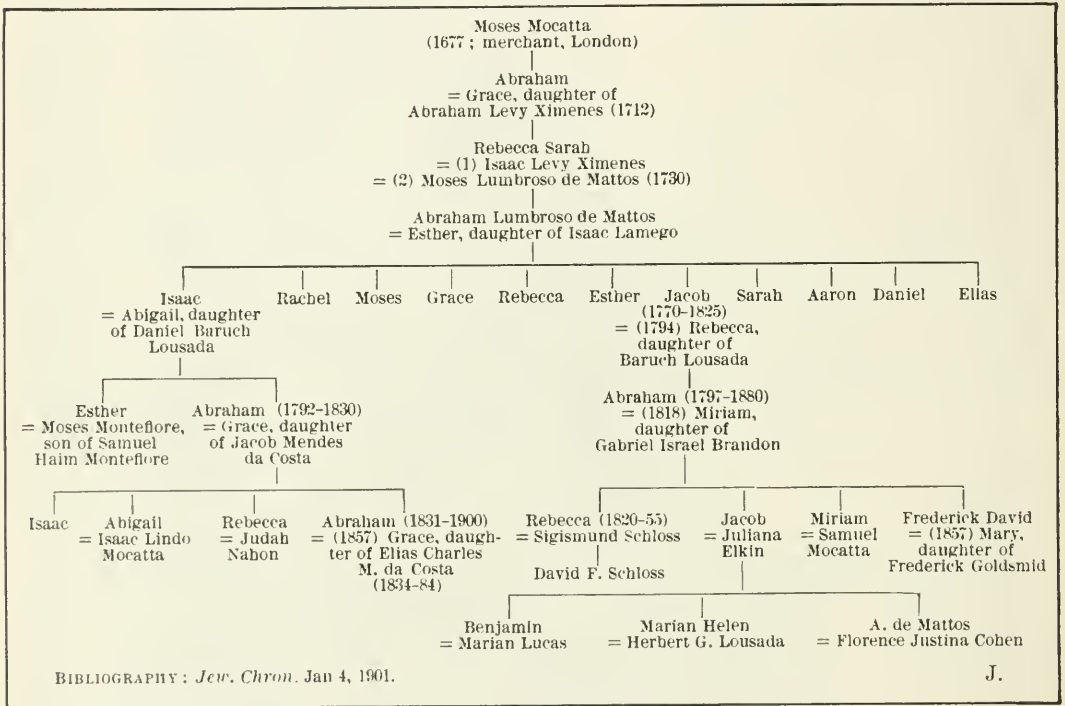 Moses Mocatta
(1677 ; merchant, London)
Abraham
= Grace, daughter of
Abraham Levy Ximenes (1712)
Rebecca Sarah
= (1) Isaac Levy Ximenes
= (2) Moses Lumbroso de Mattos (1730)
Abraham Lumbroso de Mattos
= Esther, daughter of Isaac Lamego
Isaac
= Abigail, daughter
of Daniel Baruch
Lousada
Rachel
Moses
Grace
Rebecca
Esther
Jacob
(1770-1825)
= (1794) Rebecca,
daughter of
Baruch Lousada
Sarah
Aaron
Daniel
Elias
Esther
= Moses Montefiore,
son of Samuel
Haim Montefiore
Abraham (1792-1830)
= Grace, daughter
of Jacob Mendes
da Costa
Abraham (1797-1880)
= (1818) Miriam,
daughter of
Gabriel Israel Brandon
Isaac
Abigail
= Isaac Lindo
Mocatta
Rebecca
= Judah
Nahon
Abraham (1831-1900)
= (1857) Grace, daugh-
ter of Elias Charles
M. da Costa
(1834-84)
Rebecca (1820-55)
= Sigismund Schloss
David F. Schloss
Jacob
= Juliana
Elkin
Miriam
= Samuel
Mocatta
Frederick David
= (1857) Mary,
daughter of
Frederick Goldsmid
Benjamin
= Marian Lucas
Marian Helen
= Herbert G. Lousada
A. de Mattos
= Florence Justina Cohen
BIBLIOGRAPHY : Jew. Chron. Jan 4, 1901.
J.